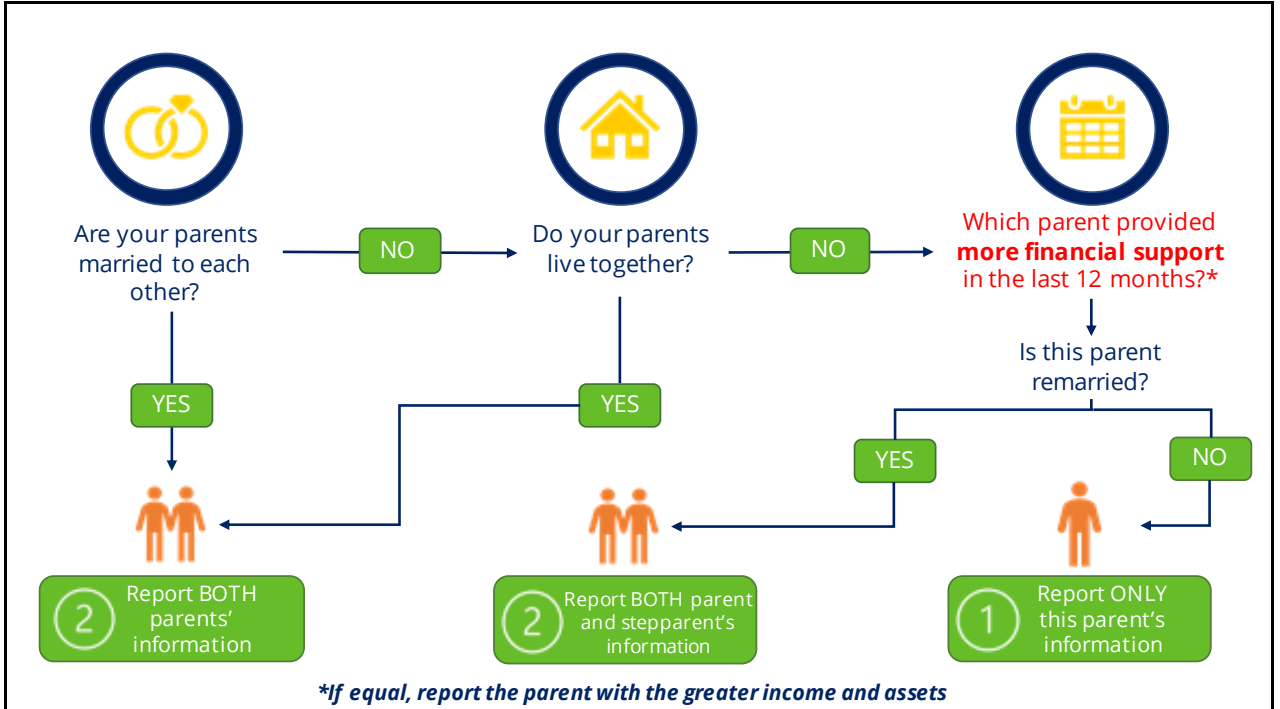 Are your parents
married to each
other?
NO
Do your parents
live together?
NO
Which parent provided
more financial support
in the last 12 months?*
Is this parent
remarried?
YES
YES
YES
NO
2
Report BOTH
parents’
information
2
Report BOTH parent
and stepparent’s
information
1
Report ONLY
this parent’s
information
*If equal, report the parent with the greater income and assets